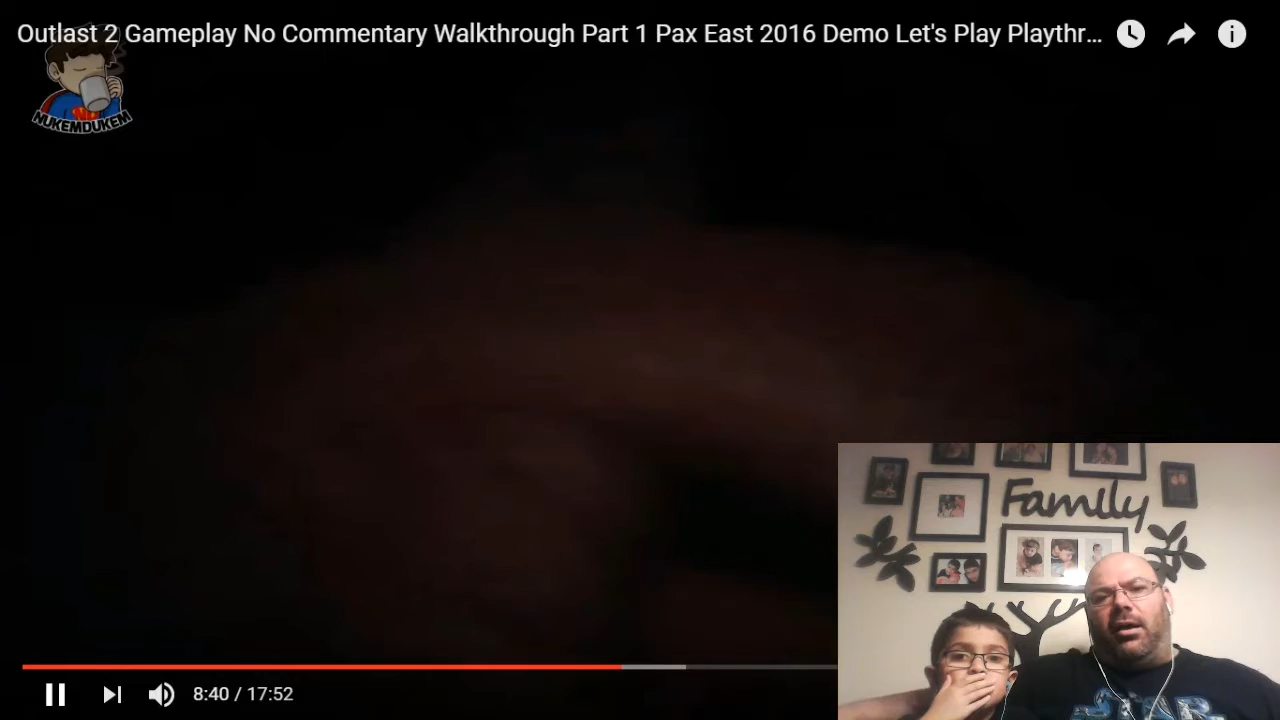 Outlast 2 Gameplay No Commentary Walkthrough Part 1 Pax East 2016 Demo Let's Play Playthr...
NUKEMDUKEM
Family
8:40 / 17:52
STAR